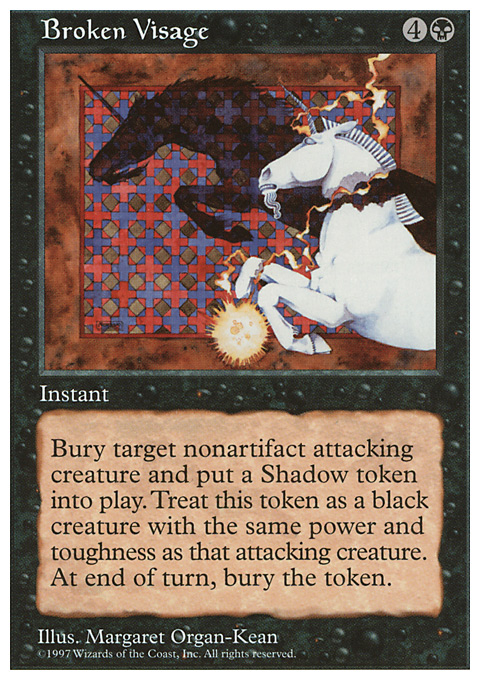 Broken Visage 4
Instant
Bury target nonartifact attacking
creature and put a Shadow token
into play. Treat this token as a black
creature with the same power and
toughness as that attacking creature.
At end of turn, bury the token.
Illus. Margaret Organ-Kean
©1997 Wizards of the Coast, Inc. All rights reserved.